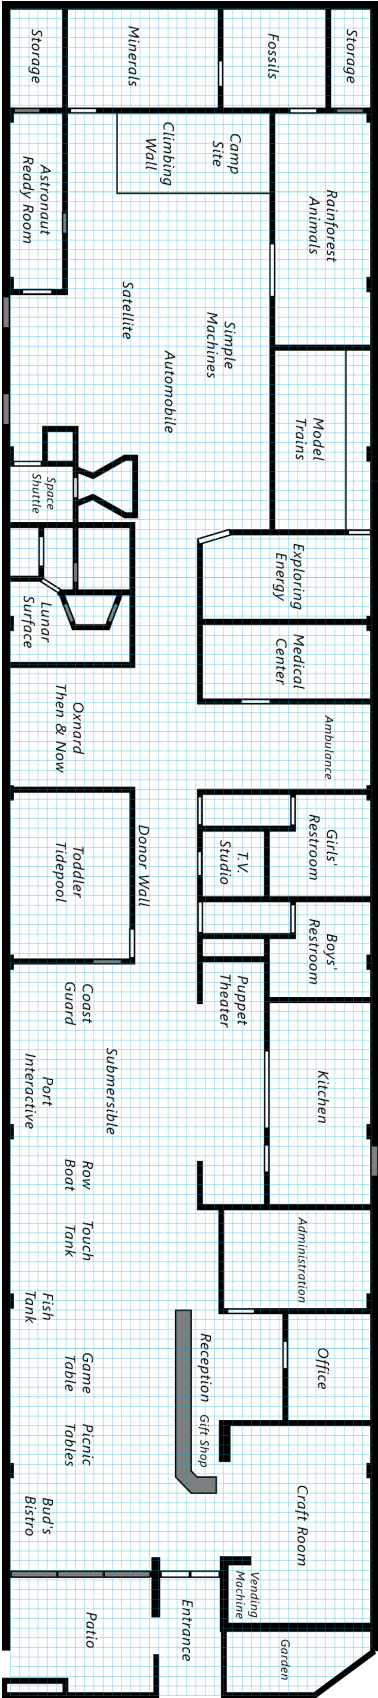 Storage
Minerals
Fossils
Storage
Astronaut
Ready Room
Climbing
Wall
Camp
Site
Rainforest
Animals
Satellite
Simple
Machines
Automobile
Model
Trains
Space
Shuttle
Exploring
Energy
Lunar
Surface
Medical
Center
Oxnard
Then & Now
Ambulance
Toddler
Tidepool
Donor Wall
T.V.
Studio
Girls'
Restroom
Boys'
Restroom
Coast
Guard
Puppet
Theater
Submersible
Port
Interactive
Kitchen
Row
Boat
Touch
Tank
Administration
Fish
Tank
Reception
Game
Table
Office
Gift Shop
Picnic
Tables
Bud's
Bistro
Craft Room
Vending
Machine
Patio
Entrance
Garden